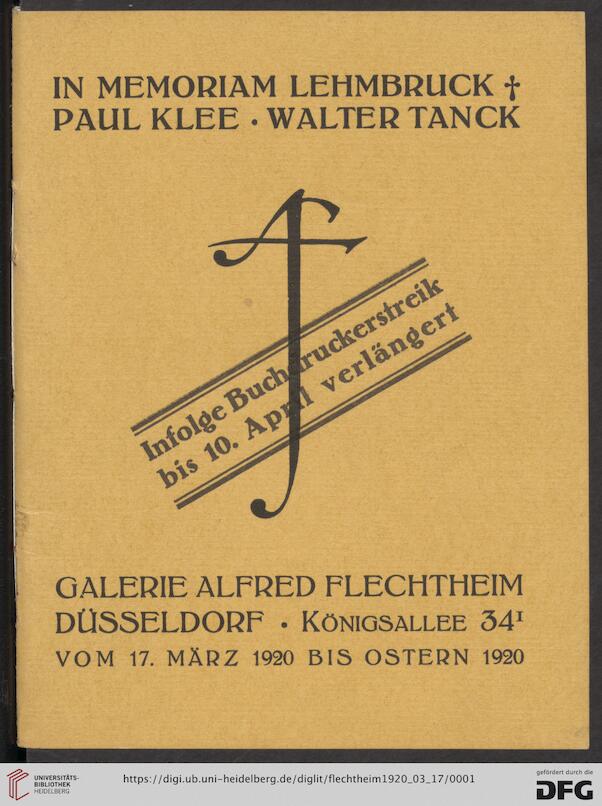 IN MEMORIAM LEHMBRUCK †
PAUL KLEE · WALTER TANCK
AF
Infolge Buchdruckerstreik
bis 10. April verlängert
GALERIE ALFRED FLECHTHEIM
DÜSSELDORF · KÖNIGSALLEE 34I
VOM 17. MÄRZ 1920 BIS OSTERN 1920
UNIVERSITÄTS-
BIBLIOTHEK
HEIDELBERG
https://digi.ub.uni-heidelberg.de/diglit/flechtheim1920_03_17/0001
gefördert durch die
DFG